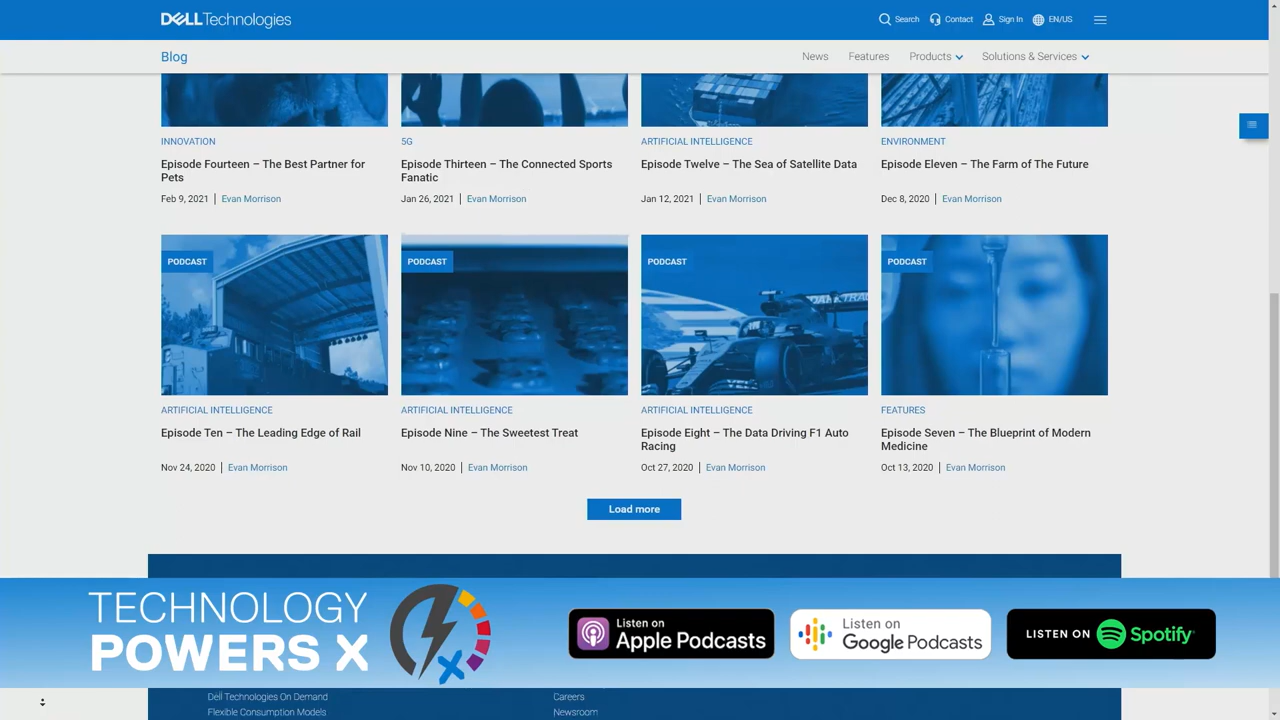 DELLTechnologies
Search
Contact
Sign In
EN/US
Blog
News
Features
Products
Solutions & Services
INNOVATION
Episode Fourteen – The Best Partner for
Pets
Feb 9, 2021 | Evan Morrison
5G
Episode Thirteen – The Connected Sports
Fanatic
Jan 26, 2021 | Evan Morrison
ARTIFICIAL INTELLIGENCE
Episode Twelve – The Sea of Satellite Data
Jan 12, 2021 | Evan Morrison
ENVIRONMENT
Episode Eleven – The Farm of The Future
Dec 8, 2020 | Evan Morrison
PODCAST
ARTIFICIAL INTELLIGENCE
Episode Ten – The Leading Edge of Rail
Nov 24, 2020 | Evan Morrison
PODCAST
ARTIFICIAL INTELLIGENCE
Episode Nine – The Sweetest Treat
Nov 10, 2020 | Evan Morrison
PODCAST
ARTIFICIAL INTELLIGENCE
Episode Eight – The Data Driving F1 Auto
Racing
Oct 27, 2020 | Evan Morrison
PODCAST
FEATURES
Episode Seven – The Blueprint of Modern
Medicine
Oct 13, 2020 | Evan Morrison
Load more
TECHNOLOGY
POWERS X
Listen on
Apple Podcasts
Listen on
Google Podcasts
LISTEN ON Spotify
Dell Technologies On Demand
Flexible Consumption Models
Careers
Newsroom